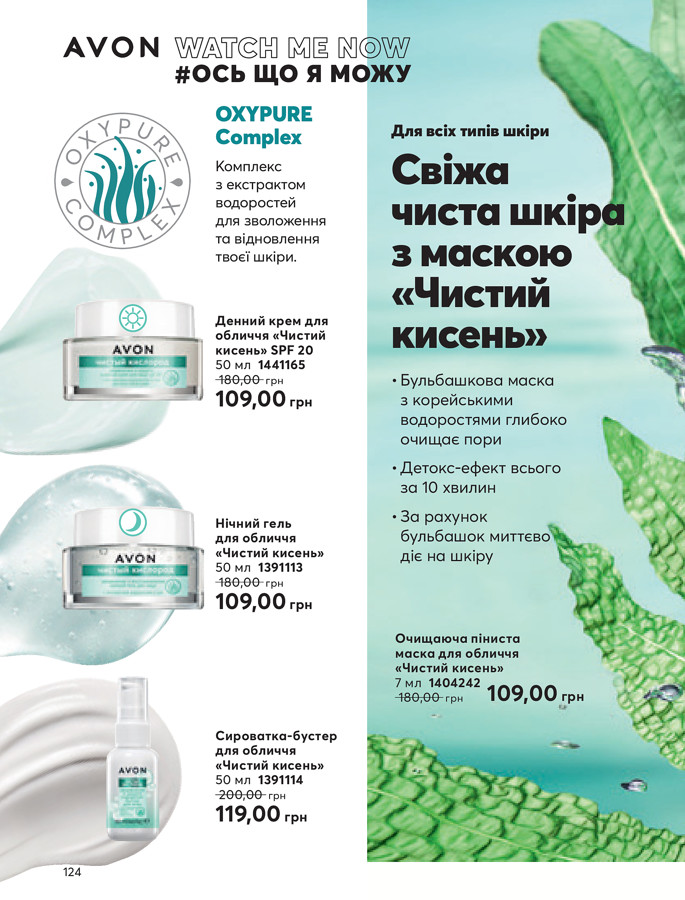 AVON WATCH ME NOW
#ОСЬ ЩО Я МОЖУ
OXYPURE COMPLEX
OXYPURE
Complex
Комплекс
з екстрактом
водоростей
для зволоження
та відновлення
твоєї шкіри.
AVON
ЧИСТЫЙ КИСЛОРОД
Денний крем для
обличчя «Чистий
кисень» SPF 20
50 мл 1441165
180,00 грн
109,00 грн
AVON
ЧИСТЫЙ КИСЛОРОД
Нічний гель
для обличчя
«Чистий кисень»
50 мл 1391113
180,00 грн
109,00 грн
AVON
Сироватка-бустер
для обличчя
«Чистий кисень»
50 мл 1391114
200,00 грн
119,00 грн
124
Для всіх типів шкіри
Свіжа
чиста шкіра
з маскою
«Чистий
кисень»
• Бульбашкова маска
з корейськими
водоростями глибоко
очищає пори
• Детокс-ефект всього
за 10 хвилин
• За рахунок
бульбашок миттєво
діє на шкіру
Очищаюча піниста
маска для обличчя
«Чистий кисень»
7 мл 1404242
180,00 грн 109,00 грн